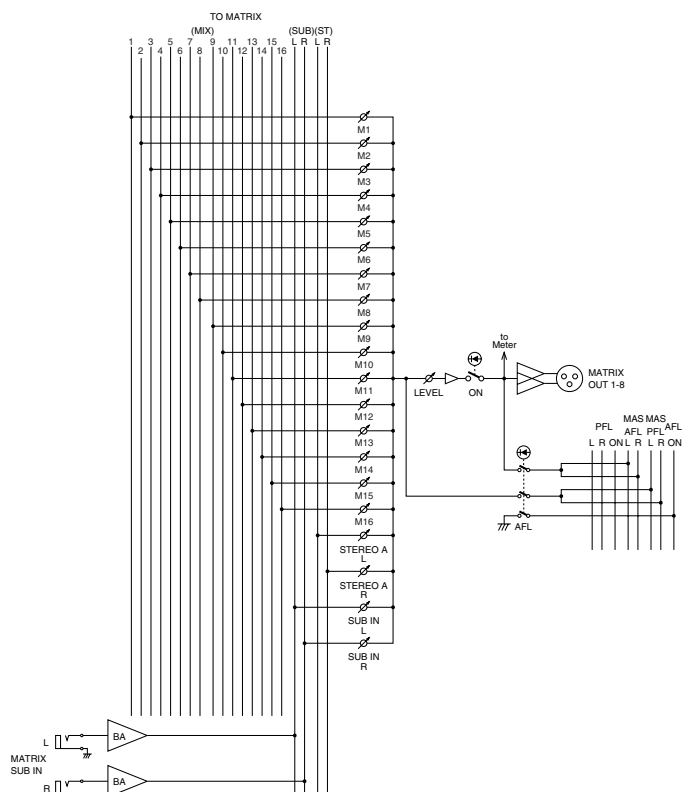 TO MATRIX
(MIX) (SUB)(ST)
1 3 5 7 9 11 13 15 L R L R
2 4 6 8 10 12 14 16
M1
M2
M3
M4
M5
M6
M7
M8
M9
M10
M11
M12
M13
M14
M15
M16
STEREO A
L
STEREO A
R
SUB IN
L
SUB IN
R
to
Meter
LEVEL
ON
MATRIX
OUT 1-8
MAS MAS
PFL AFL PFL AFL
L R ON L R L R ON
AFL
L
BA
MATRIX
SUB IN
R
BA